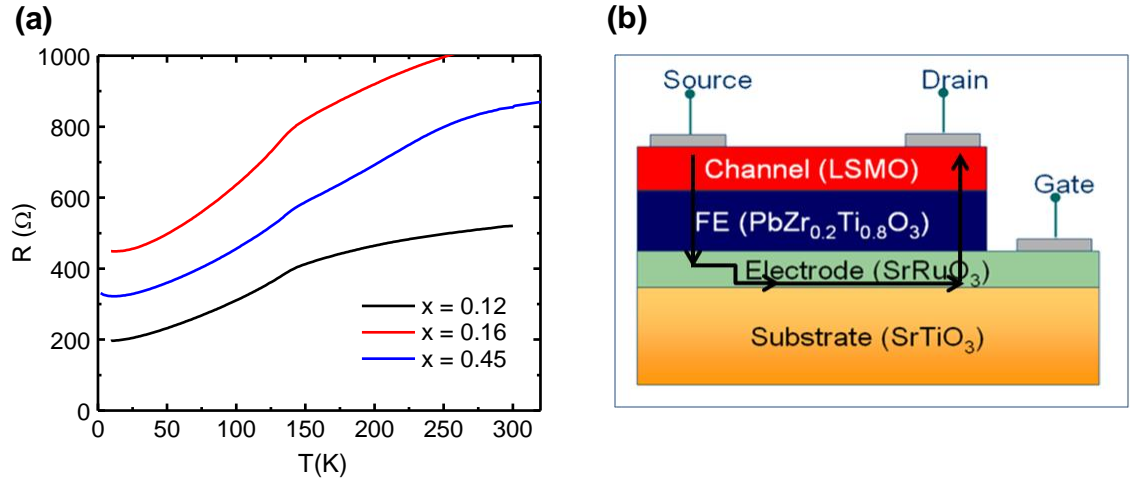 (a)
R (Ω)
1000
800
600
400
200
0
x = 0.12
x = 0.16
x = 0.45
0 50 100 150 200 250 300
T(K)
(b)
Source
Drain
Channel (LSMO)
Gate
FE (PbZr0.2Ti0.8O3)
Electrode (SrRuO3)
Substrate (SrTiO3)